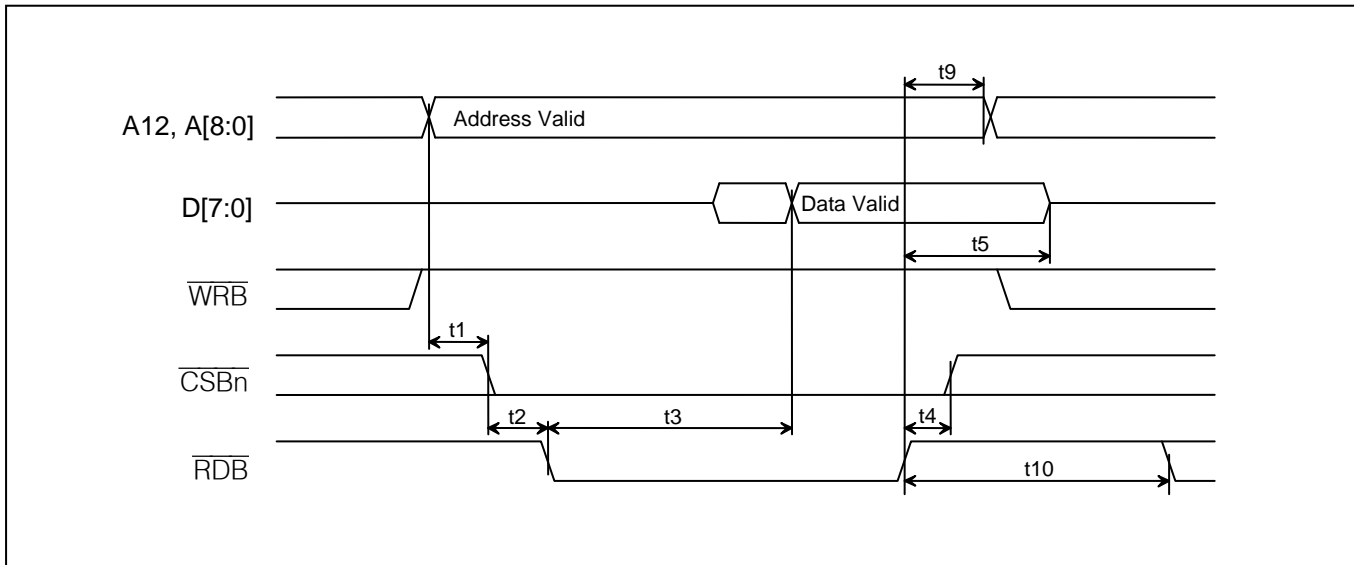 t9
A12, A[8:0]
Address Valid
D[7:0]
Data Valid
t5
WRB
t1
CSBn
t2
t3
t4
RDB
t10